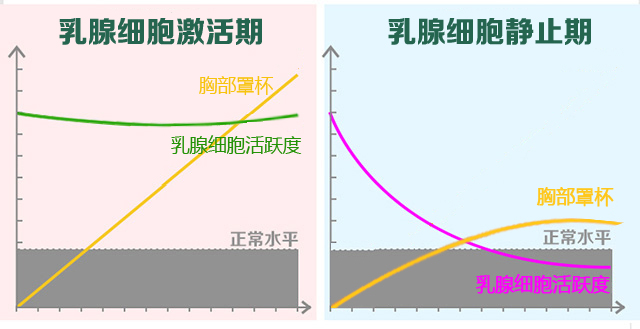 乳腺细胞激活期
胸部罩杯
乳腺细胞活跃度
正常水平
乳腺细胞静止期
胸部罩杯
正常水平
乳腺细胞活跃度